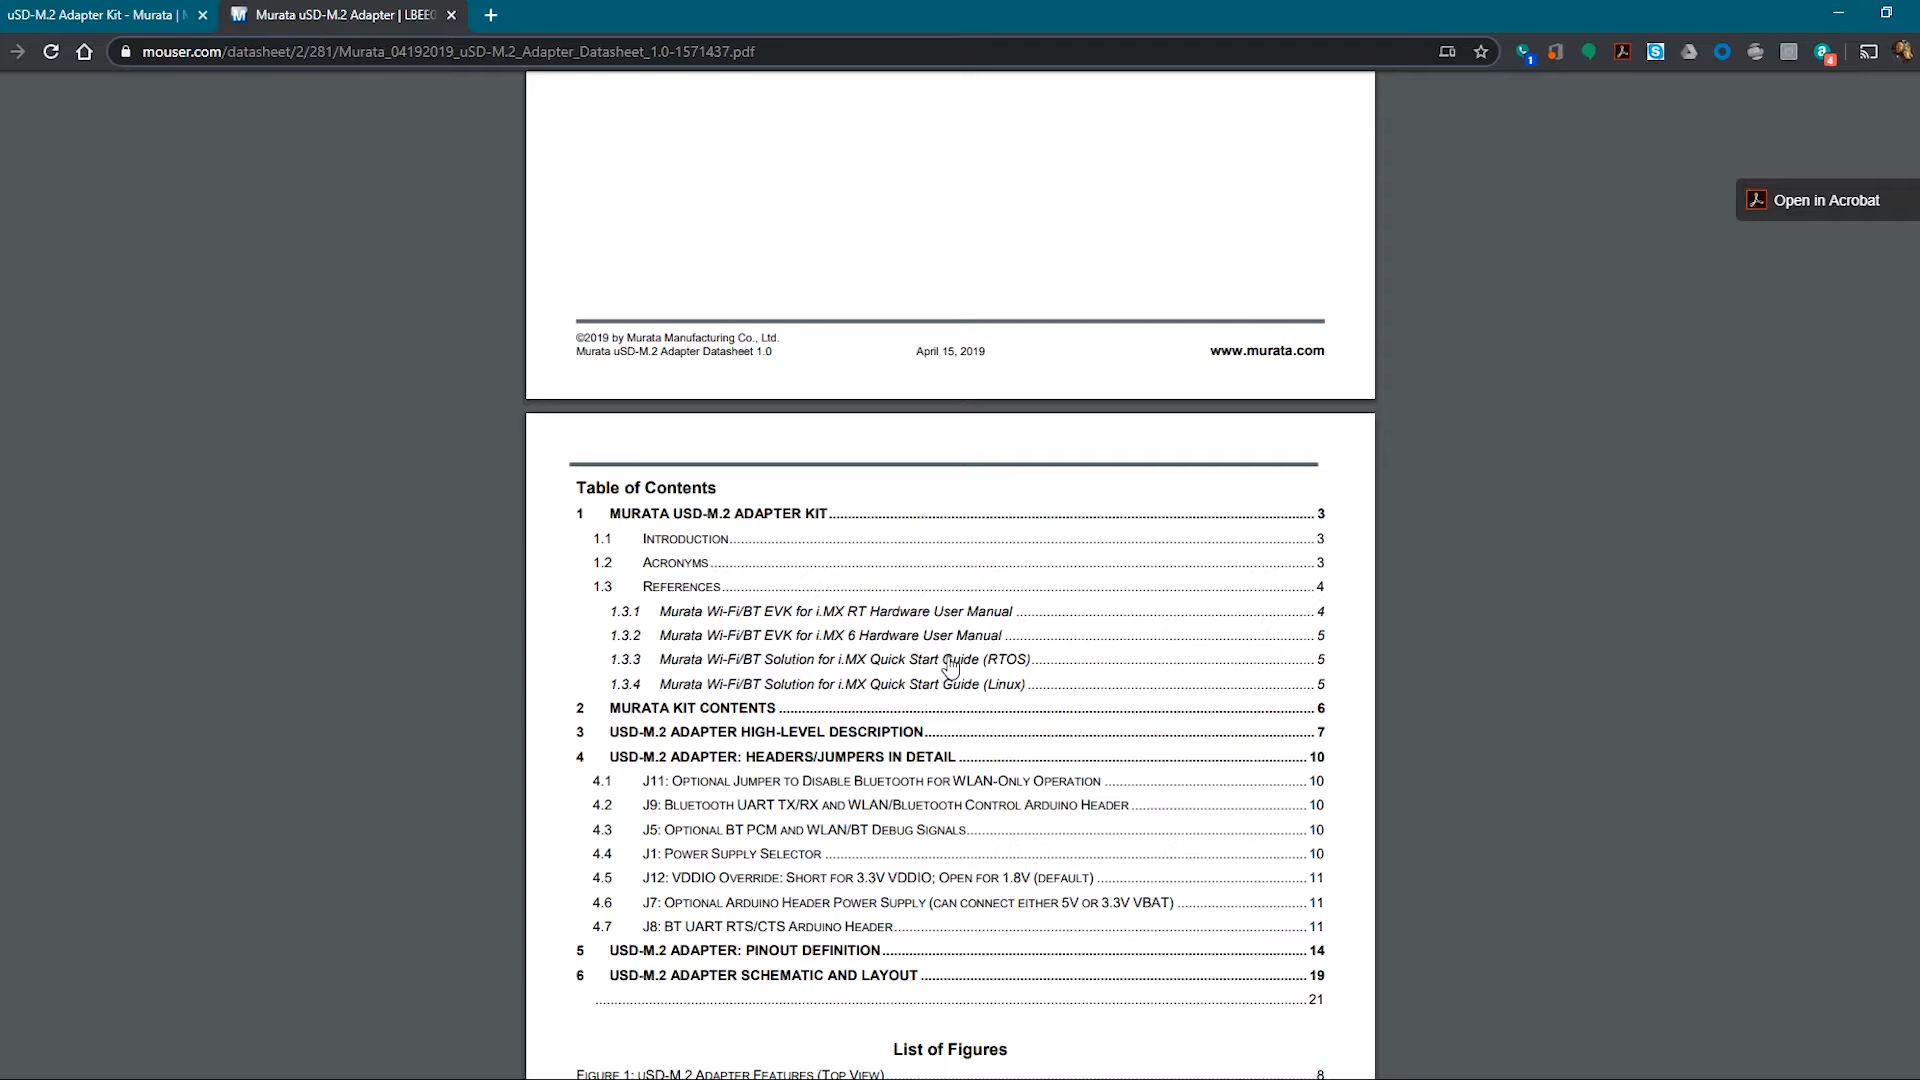 uSD-M.2 Adapter Kit - Murata |
Murata uSD-M.2 Adapter |
mouser.com/datasheet/2/281/Murata_04192019_uSD-M.2_Adapter_Datasheet_1.0-1571437.pdf
1
4
Open in Acrobat
©2019 by Murata Manufacturing Co., Ltd.
Murata uSD-M.2 Adapter Datasheet 1.0 April 15, 2019 www.murata.com
Table of Contents
1 MURATA USD-M.2 ADAPTER KIT 3
1.1 INTRODUCTION 3
1.2 ACRONYMS 3
1.3 REFERENCES 4
1.3.1 Murata Wi-Fi/BT EVK for i.MX RT Hardware User Manual 4
1.3.2 Murata Wi-Fi/BT EVK for i.MX 6 Hardware User Manual 5
1.3.3 Murata Wi-Fi/BT Solution for i.MX Quick Start Guide (RTOS) 5
1.3.4 Murata Wi-Fi/BT Solution for i.MX Quick Start Guide (Linux) 5
2 MURATA KIT CONTENTS 6
3 USD-M.2 ADAPTER HIGH-LEVEL DESCRIPTION 7
4 USD-M.2 ADAPTER: HEADERS/JUMPERS IN DETAIL 10
4.1 J11: OPTIONAL JUMPER TO DISABLE BLUETOOTH FOR WLAN-ONLY OPERATION 10
4.2 J9: BLUETOOTH UART TX/RX AND WLAN/BLUETOOTH CONTROL ARDUINO HEADER 10
4.3 J5: OPTIONAL BT PCM AND WLAN/BT DEBUG SIGNALS 10
4.4 J1: POWER SUPPLY SELECTOR 10
4.5 J12: VDDIO OVERRIDE: SHORT FOR 3.3V VDDIO; OPEN FOR 1.8V (DEFAULT) 11
4.6 J7: OPTIONAL ARDUINO HEADER POWER SUPPLY (CAN CONNECT EITHER 5V OR 3.3V VBAT) 11
4.7 J8: BT UART RTS/CTS ARDUINO HEADER 11
5 USD-M.2 ADAPTER: PINOUT DEFINITION 14
6 USD-M.2 ADAPTER SCHEMATIC AND LAYOUT 19
21
List of Figures
FIGURE 1: USD-M.2 ADAPTER FEATURES (TOP VIEW) 8